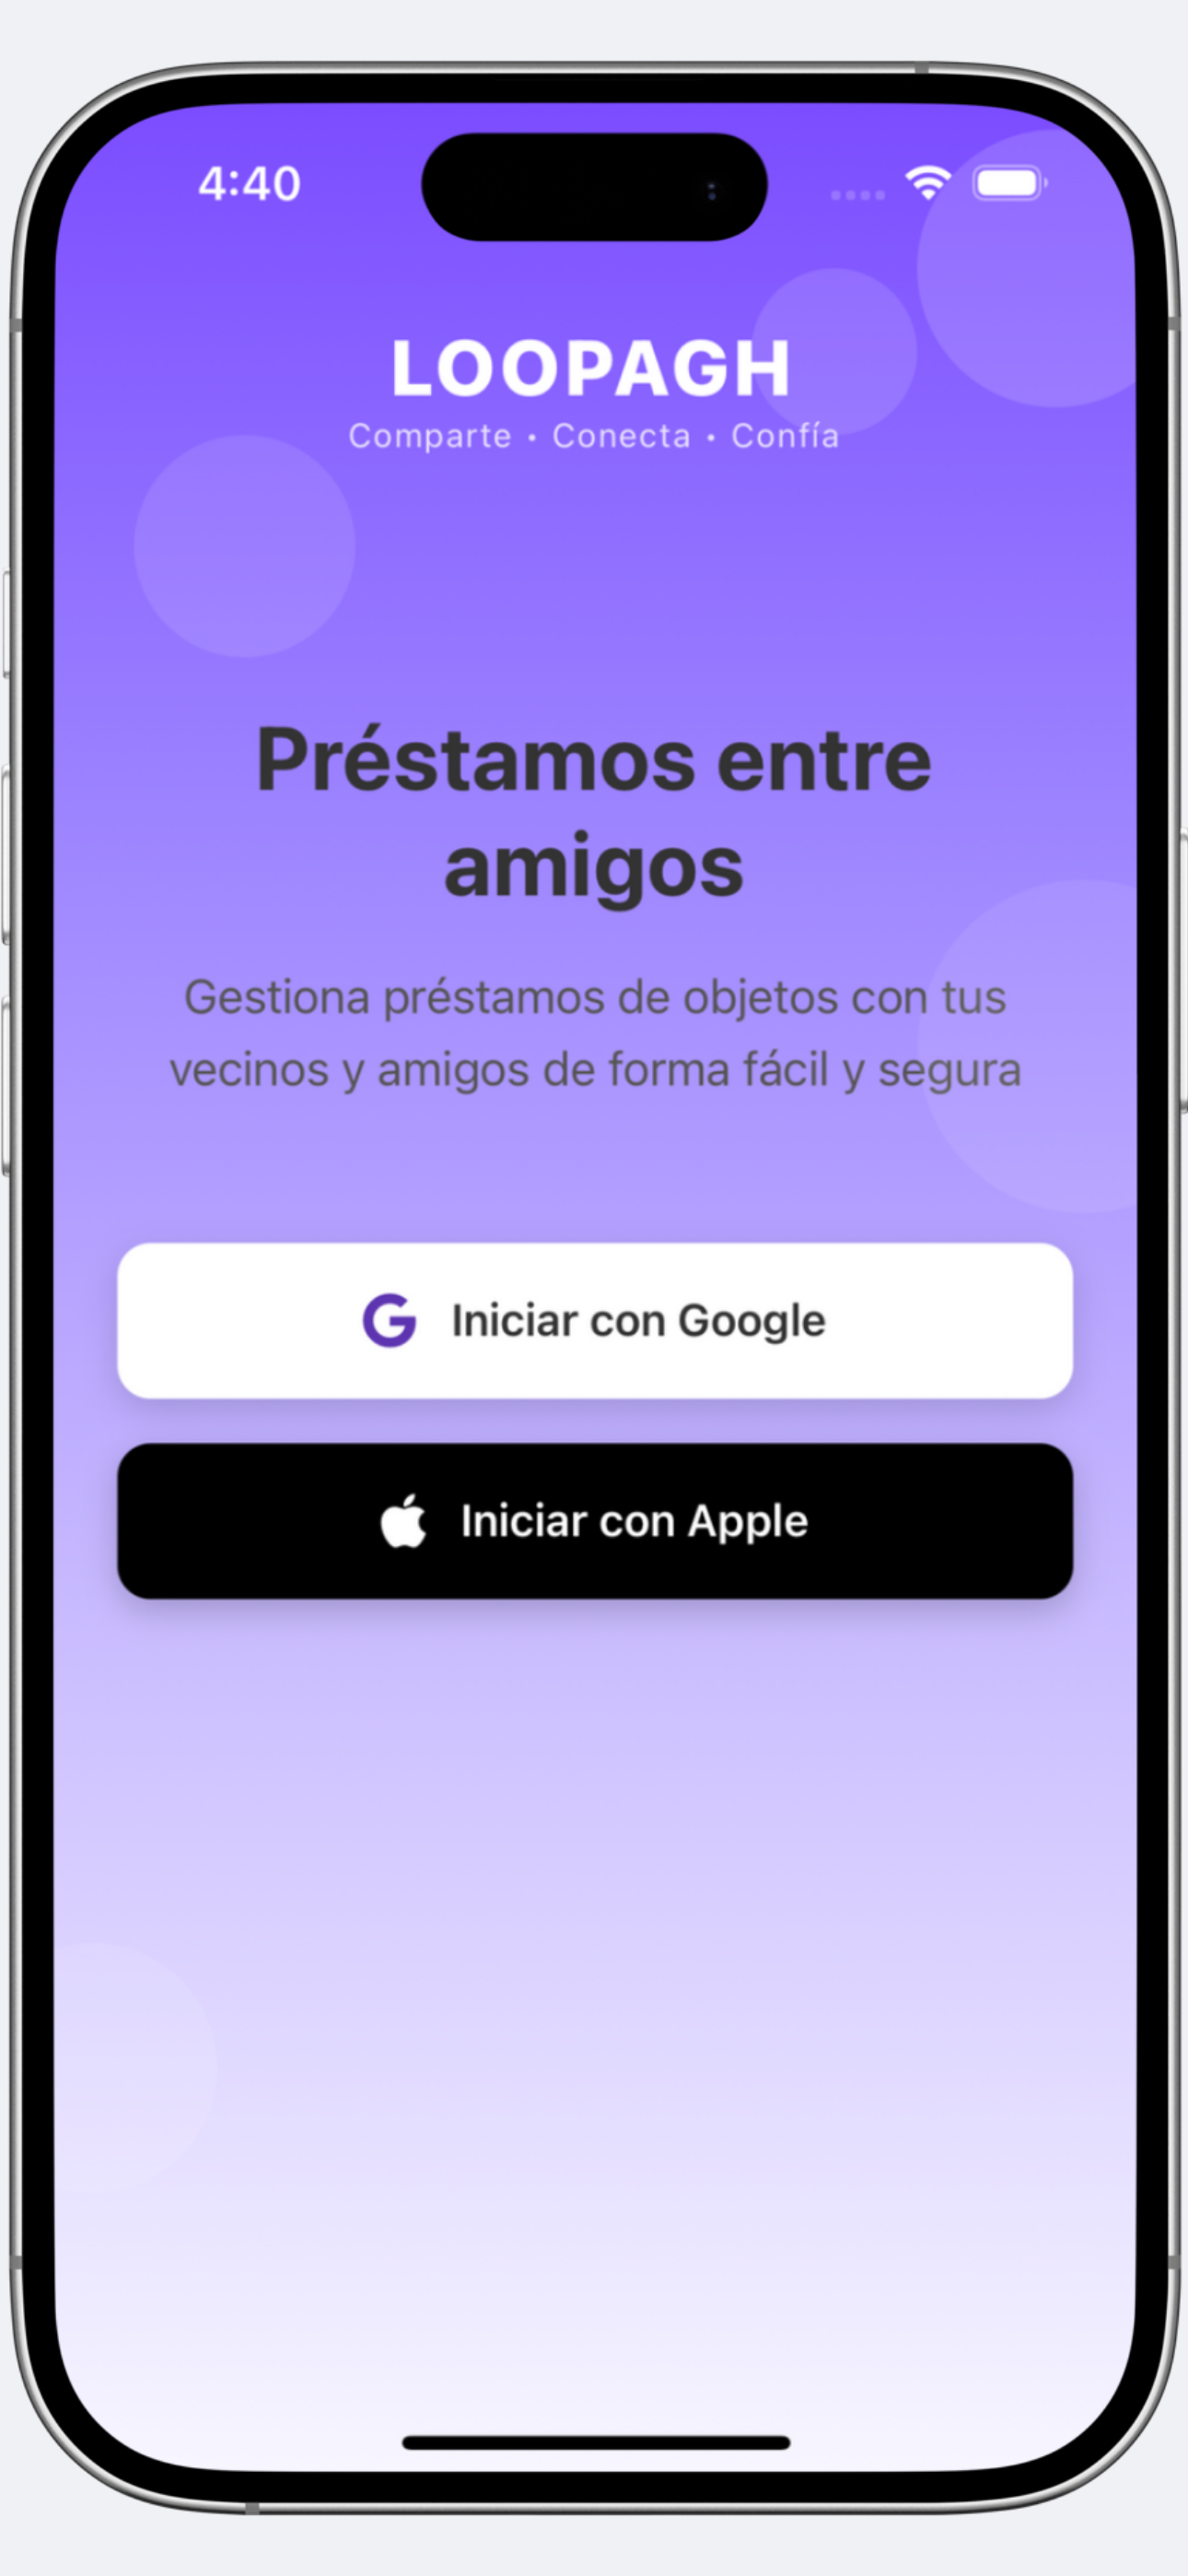 4:40
LOOPAGH
Comparte • Conecta • Confía
Préstamos entre
amigos
Gestiona préstamos de objetos con tus
vecinos y amigos de forma fácil y segura
Iniciar con Google
Iniciar con Apple